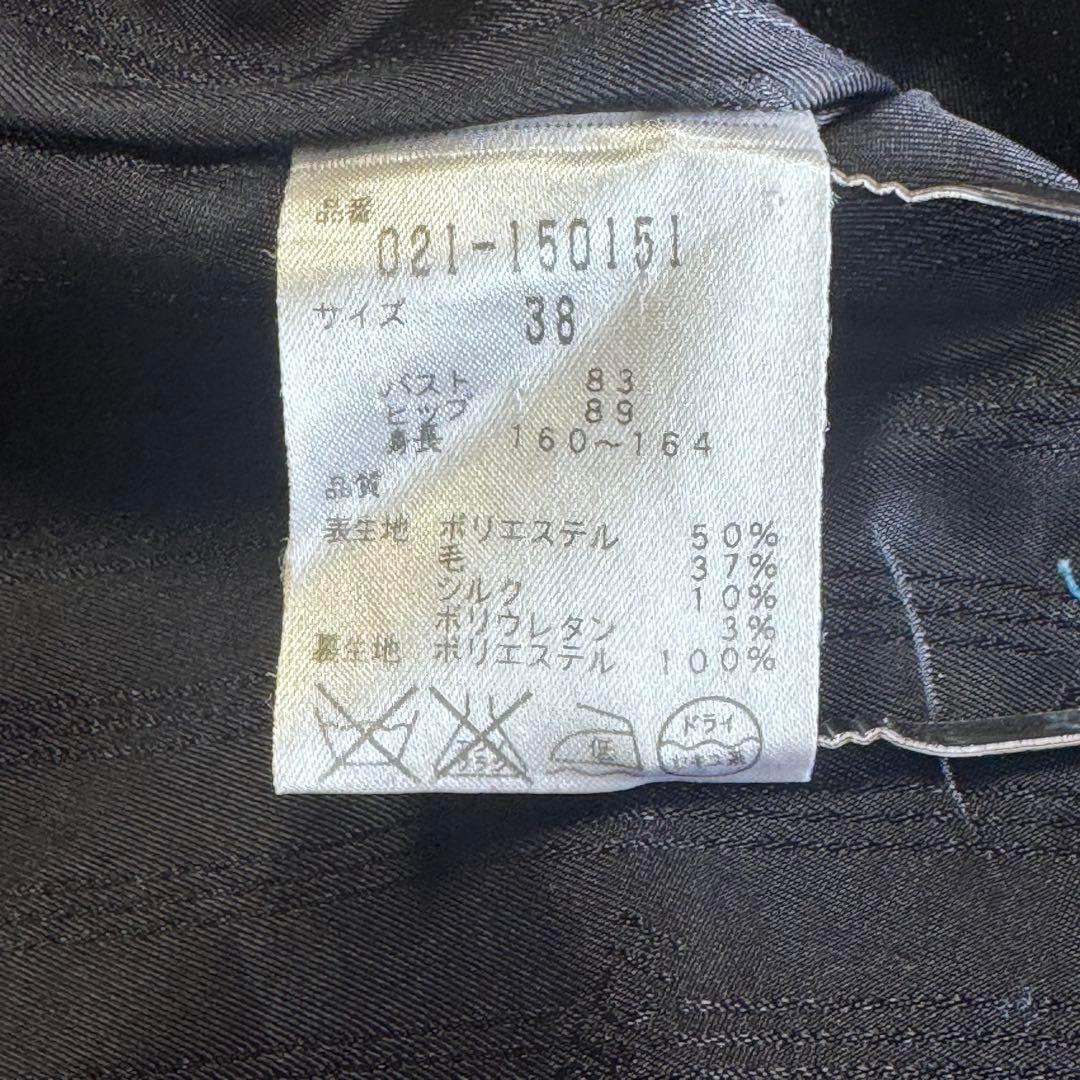 品番
021-150151
サイズ 38
バスト 83
ヒップ 89
身長 160〜164
品質
表生地 ポリエステル 50%
毛 37%
シルク 10%
ポリウレタン 3%
裏生地 ポリエステル 100%
低 ドライ